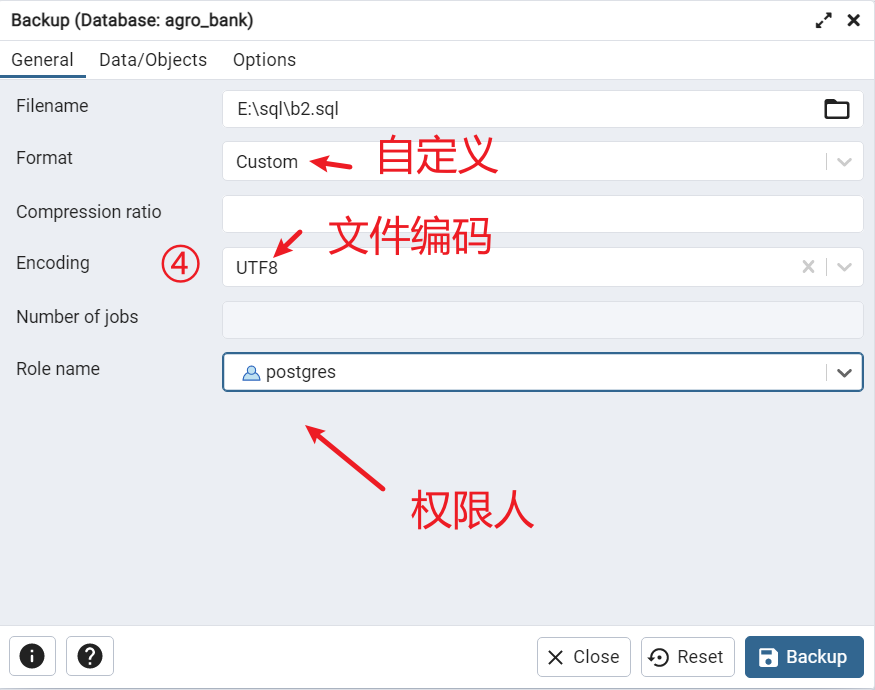 Backup (Database: agro_bank)
General Data/Objects Options
Filename E:\sql\b2.sql
Format Custom 自定义
Compression ratio
文件编码
Encoding ④ UTF8
Number of jobs
Role name postgres
权限人
Close Reset Backup